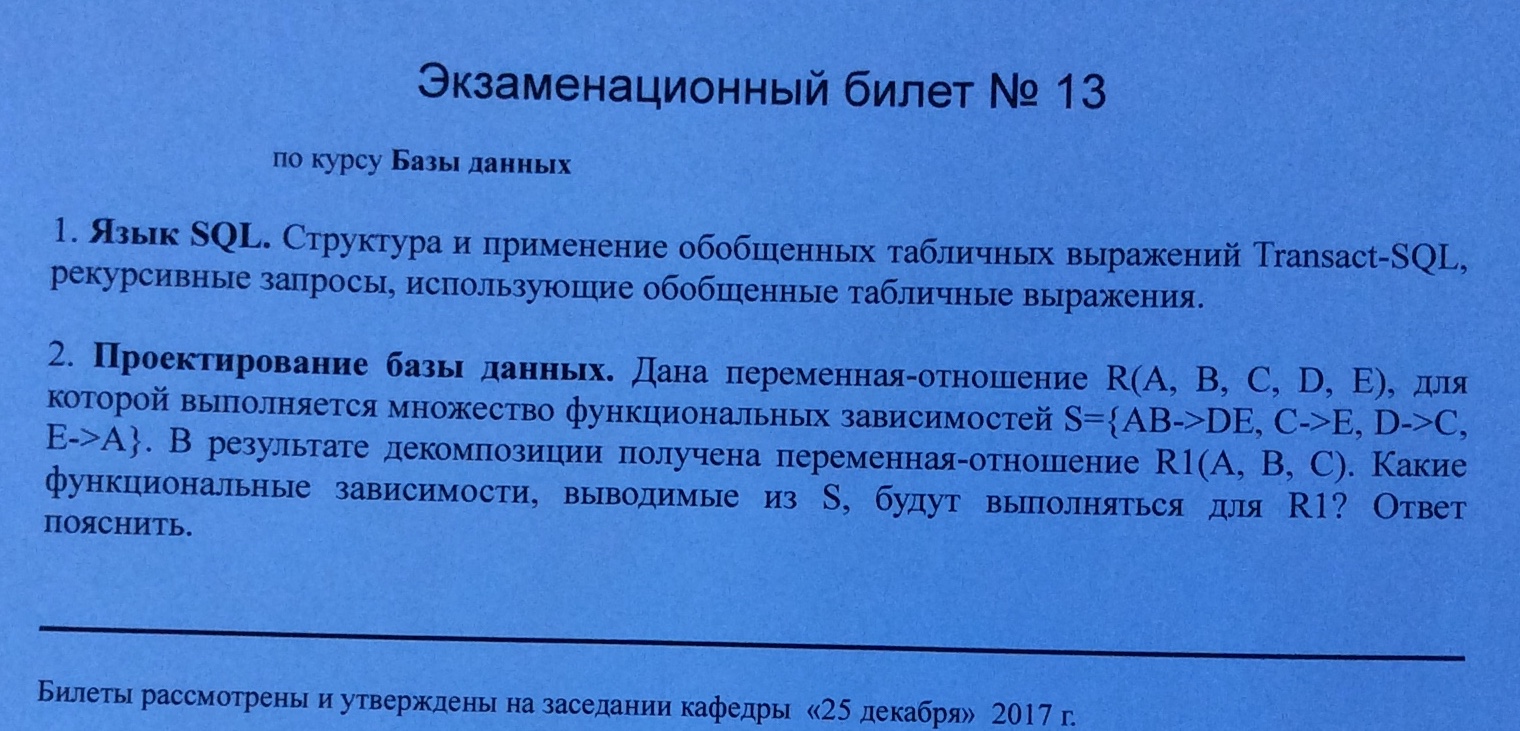 Экзаменационный билет № 13
по курсу Базы данных
1. Язык SQL. Структура и применение обобщенных табличных выражений Transact-SQL,
рекурсивные запросы, использующие обобщенные табличные выражения.
2. Проектирование базы данных. Дана переменная-отношение R(A, B, C, D, E), для
которой выполняется множество функциональных зависимостей S={AB->DE, C->E, D->C,
E->A}. В результате декомпозиции получена переменная-отношение R1(A, B, C). Какие
функциональные зависимости, выводимые из S, будут выполняться для R1? Ответ
пояснить.
Билеты рассмотрены и утверждены на заседании кафедры «25 декабря» 2017 г.